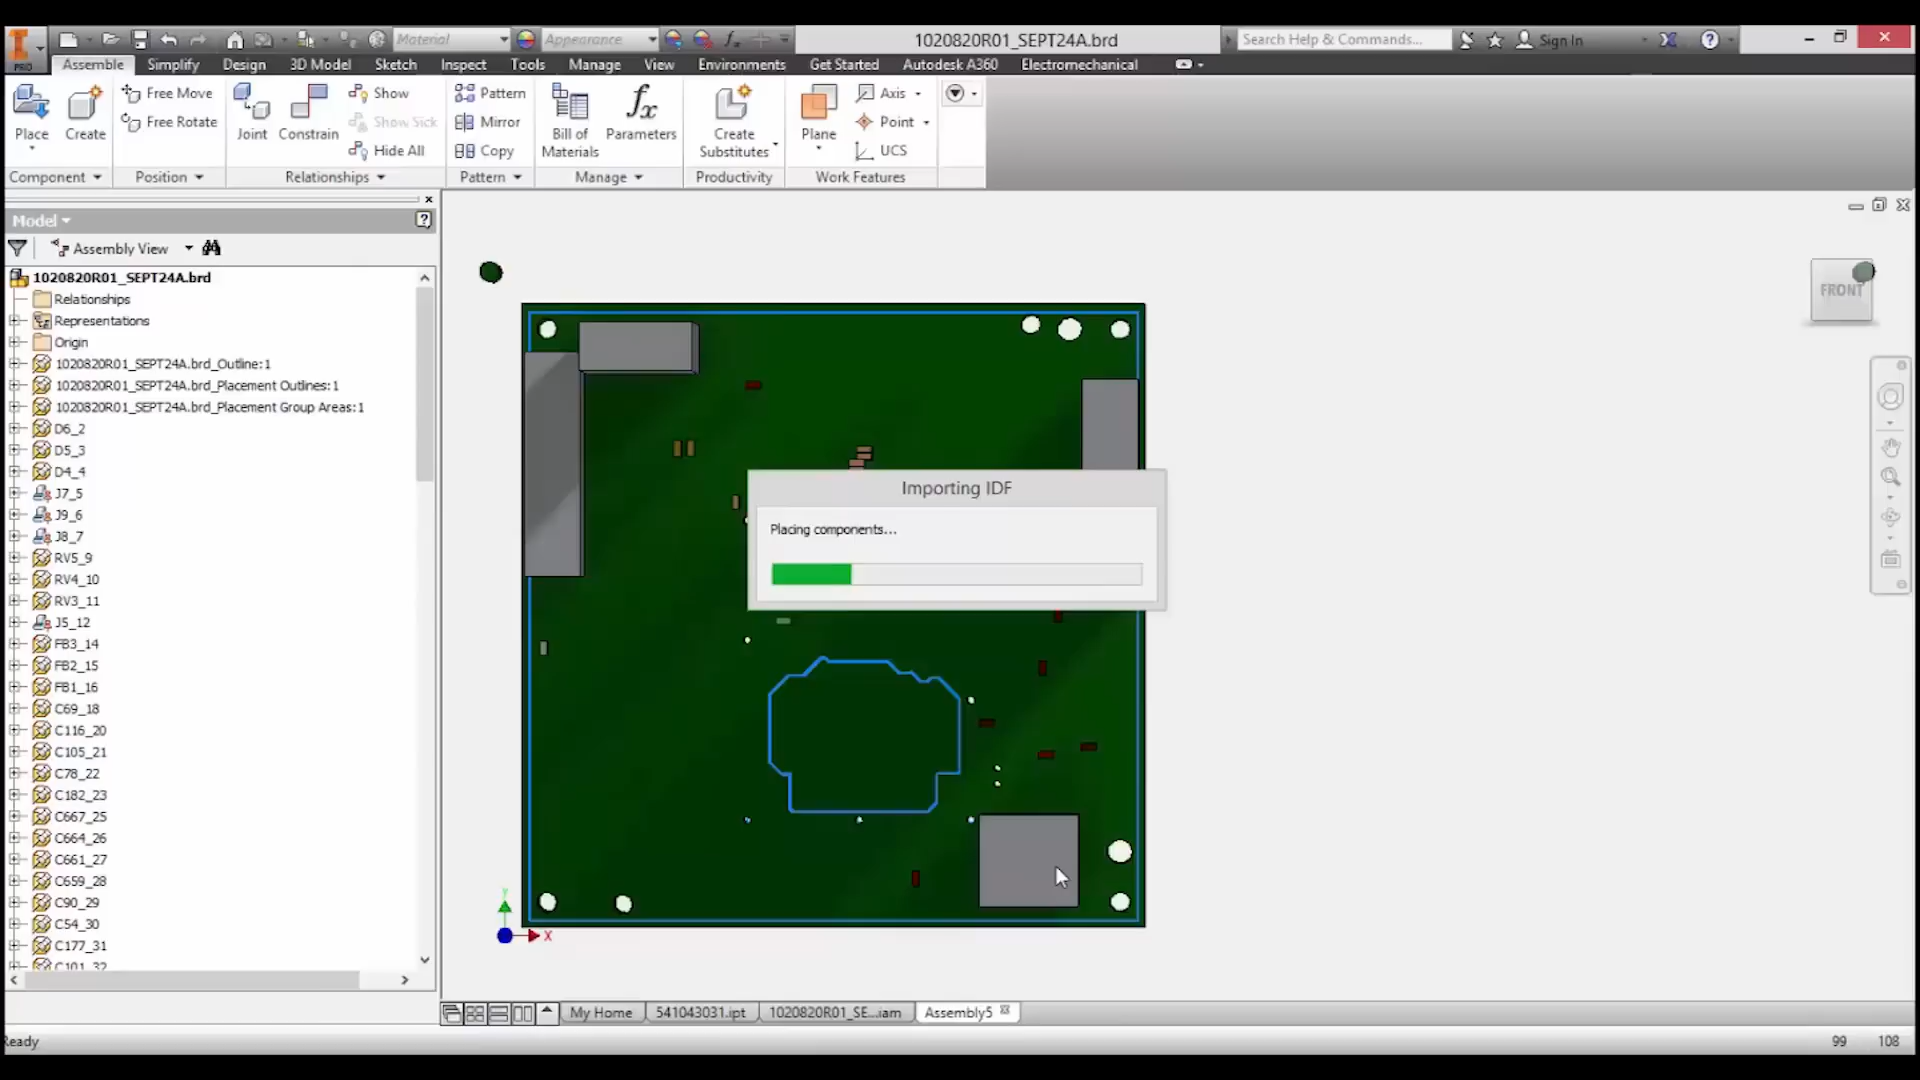 Material
Appearance
1020820R01_SEPT24A.brd
Search Help & Commands...
Sign In
PRO
Assemble Simplify Design 3D Model Sketch Inspect Tools Manage View Environments Get Started Autodesk A360 Electromechanical
Place
Create
Component
Free Move
Free Rotate
Position
Joint
Constrain
Show
Show Sick
Hide All
Relationships
Pattern
Mirror
Copy
Pattern
Bill of
Materials
Parameters
Manage
Create
Substitutes
Productivity
Plane
Axis
Point
UCS
Work Features
Model
Assembly View
1020820R01_SEPT24A.brd
Relationships
Representations
Origin
1020820R01_SEPT24A.brd_Outline:1
1020820R01_SEPT24A.brd_Placement Outlines:1
1020820R01_SEPT24A.brd_Placement Group Areas:1
D6_2
D5_3
D4_4
J7_5
J9_6
J8_7
RV5_9
RV4_10
RV3_11
J5_12
FB3_14
FB2_15
FB1_16
C69_18
C116_20
C105_21
C78_22
C182_23
C667_25
C664_26
C661_27
C659_28
C90_29
C54_30
C177_31
C101_32
FRONT
Importing IDF
Placing components...
Y
X
My Home
541043031.ipt
1020820R01_SE...iam
Assembly5
Ready
99 108